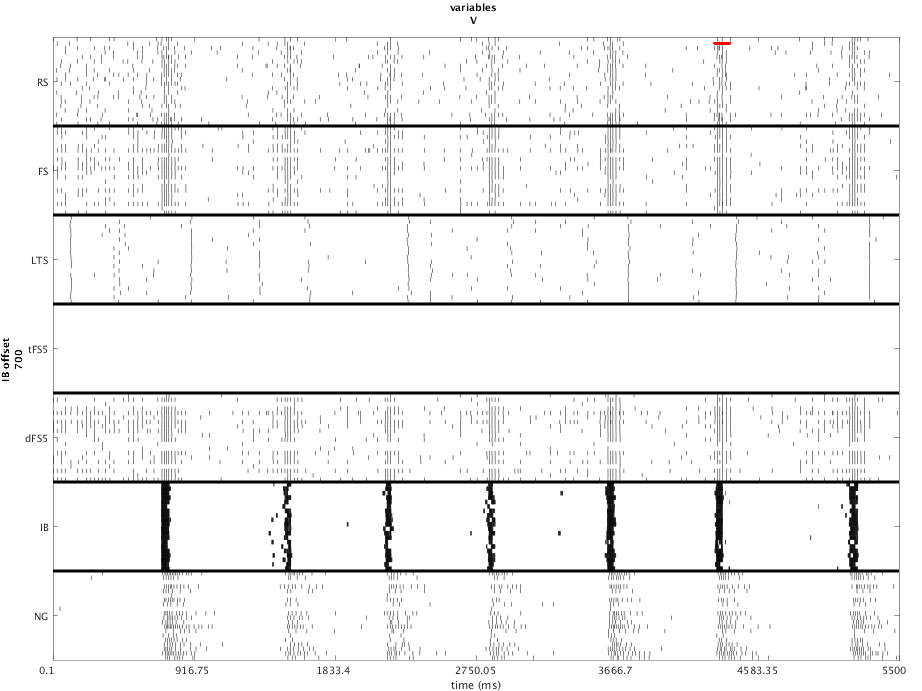 variables
V
RS
FS
LTS
tFS5
dFS5
IB
NG
IB offset
700
0.1 916.75 1833.4 2750.05 3666.7 4583.35 5500
time (ms)